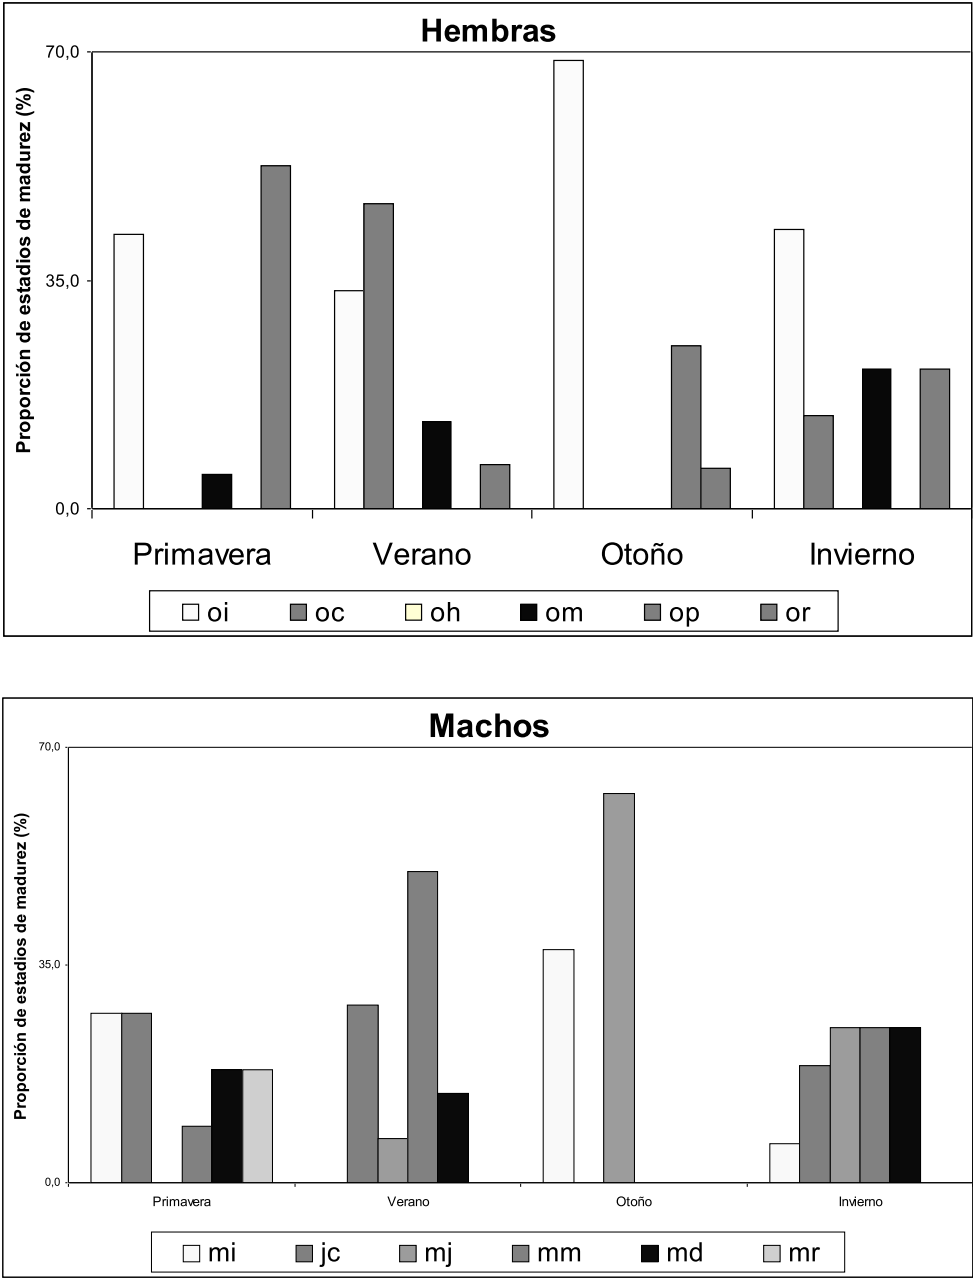 Hembras
70,0
35,0
0,0
Proporción de estadios de madurez (%)
Primavera Verano Otoño Invierno
oi oc oh om op or
Machos
70,0
35,0
0,0
Proporción de estadios de madurez (%)
Primavera Verano Otoño Invierno
mi jc mj mm md mr